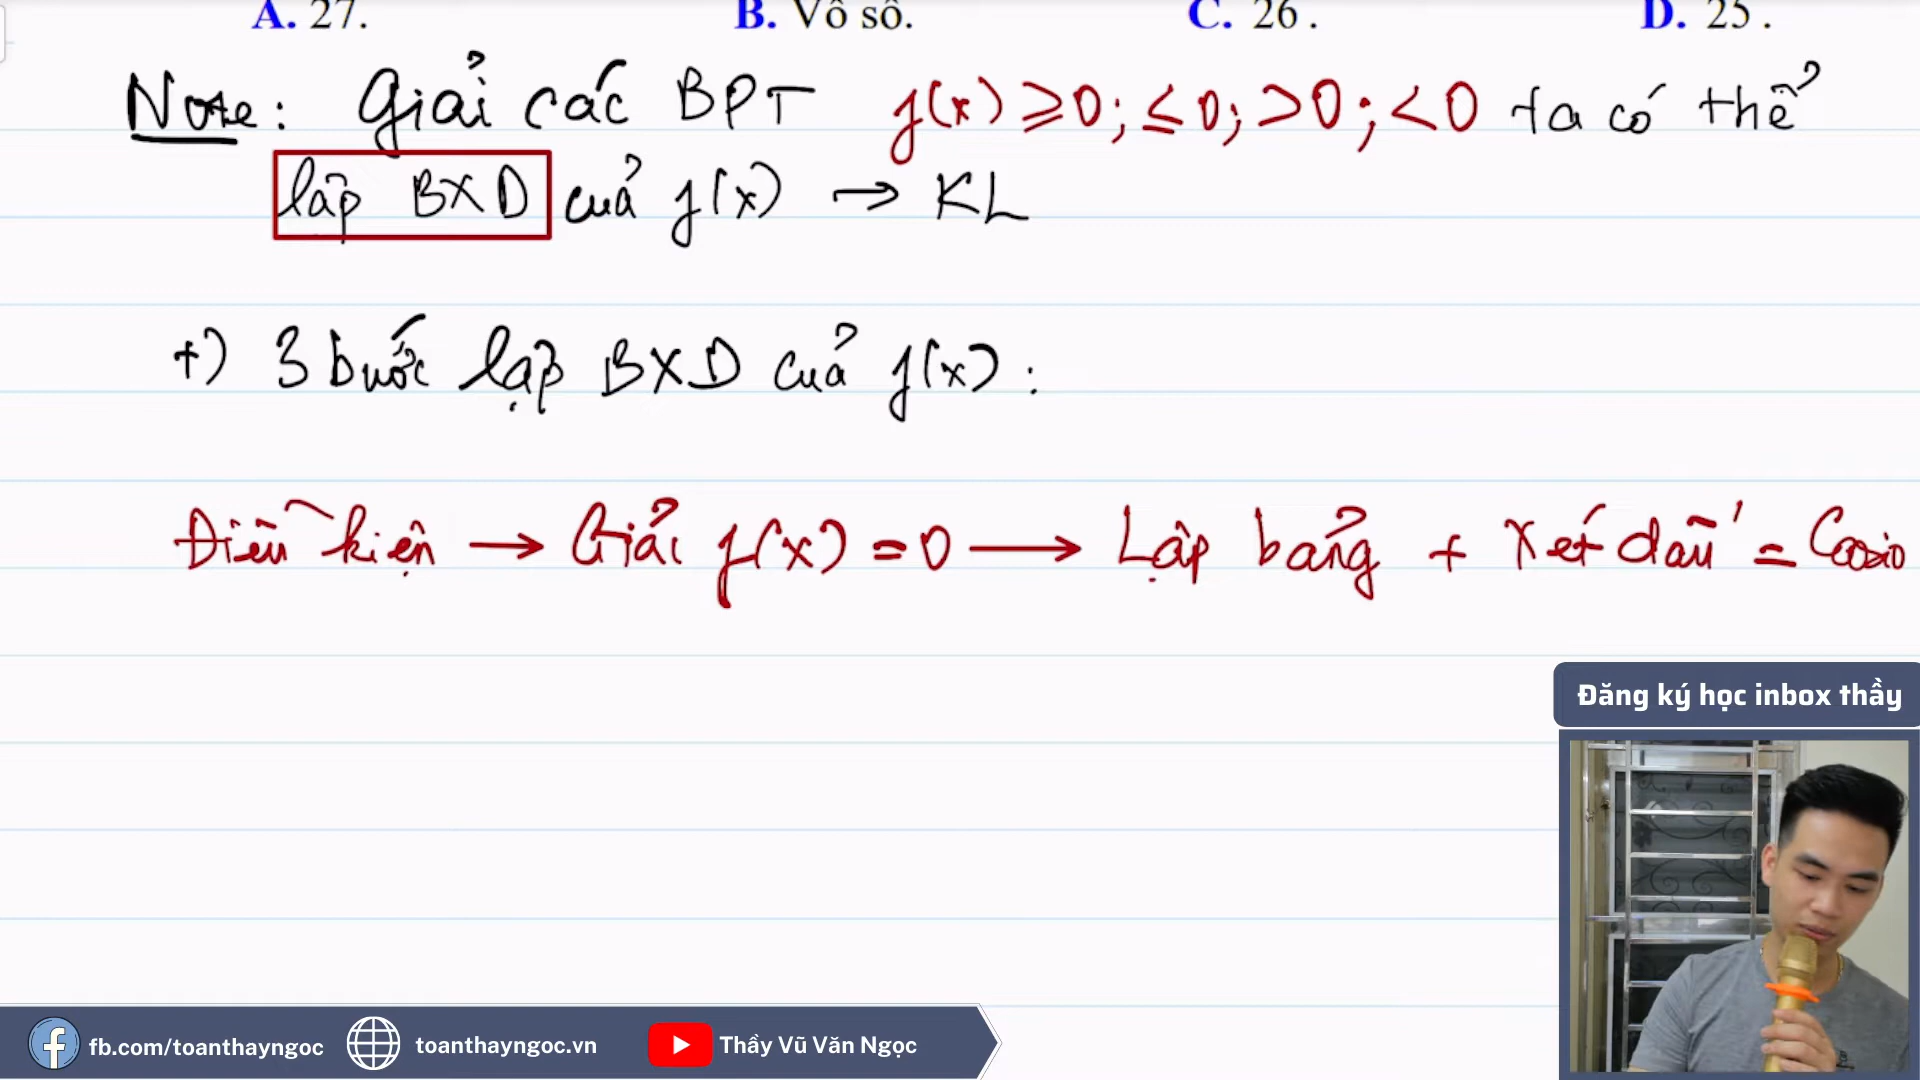 A. 27. B. Vô số. C. 26 . D. 25 .
Note: Giải các BPT f(x) ≥ 0; ≤ 0; > 0; < 0 ta có thể
lập BXD của f(x) → KL
+) 3 bước lập BXD của f(x) :
Điều kiện → Giải f(x) = 0 → Lập bảng + xét dấu = Casio
Đăng ký học inbox thầy
fb.com/toanthayngoc toanthayngoc.vn Thầy Vũ Văn Ngọc